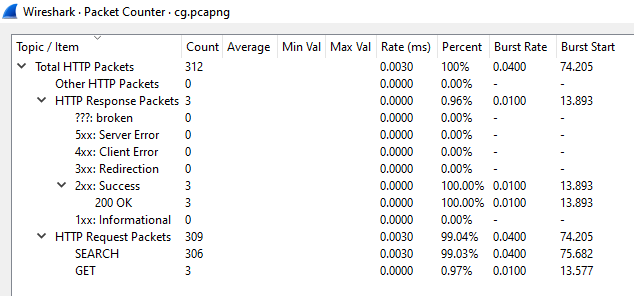 Wireshark · Packet Counter · cg.pcapng
Topic / Item Count Average Min Val Max Val Rate (ms) Percent Burst Rate Burst Start
Total HTTP Packets 312 0.0030 100% 0.0400 74.205
Other HTTP Packets 0 0.0000 0.00% - -
HTTP Response Packets 3 0.0000 0.96% 0.0100 13.893
???: broken 0 0.0000 0.00% - -
5xx: Server Error 0 0.0000 0.00% - -
4xx: Client Error 0 0.0000 0.00% - -
3xx: Redirection 0 0.0000 0.00% - -
2xx: Success 3 0.0000 100.00% 0.0100 13.893
200 OK 3 0.0000 100.00% 0.0100 13.893
1xx: Informational 0 0.0000 0.00% - -
HTTP Request Packets 309 0.0030 99.04% 0.0400 74.205
SEARCH 306 0.0030 99.03% 0.0400 75.682
GET 3 0.0000 0.97% 0.0100 13.577